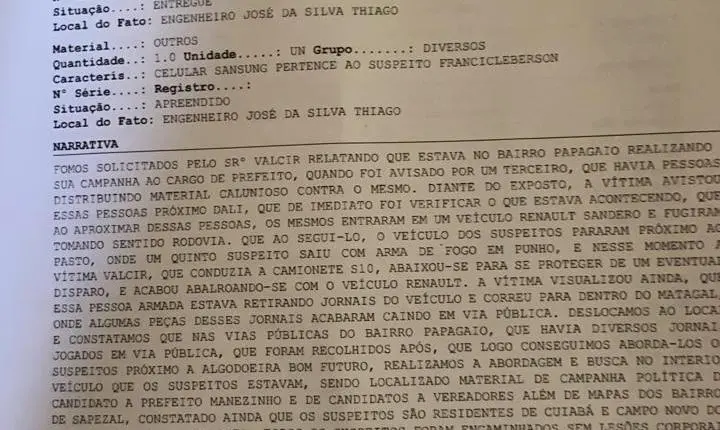 Situação....: ENTREGUE
Local do Fato: ENGENHEIRO JOSÉ DA SILVA THIAGO
Material....: OUTROS
Quantidade..: 1.0 Unidade.....: UN Grupo.......: DIVERSOS
Caracteris..: CELULAR SANSUNG PERTENCE AO SUSPEITO FRANCICLEBERSON
N° Série....: Registro....:
Situação....: APREENDIDO
Local do Fato: ENGENHEIRO JOSÉ DA SILVA THIAGO
NARRATIVA
FOMOS SOLICITADOS PELO SRº VALCIR RELATANDO QUE ESTAVA NO BAIRRO PAPAGAIO REALIZANDO
SUA CAMPANHA AO CARGO DE PREFEITO, QUANDO FOI AVISADO POR UM TERCEIRO, QUE HAVIA PESSOAS
DISTRIBUINDO MATERIAL CALUNIOSO CONTRA O MESMO. DIANTE DO EXPOSTO, A VÍTIMA AVISTOU
ESSAS PESSOAS PRÓXIMO DALI, QUE DE IMEDIATO FOI VERIFICAR O QUE ESTAVA ACONTECENDO, QUE
AO APROXIMAR DESSAS PESSOAS, OS MESMOS ENTRARAM EM UM VEÍCULO RENAULT SANDERO E FUGIRAM
TOMANDO SENTIDO RODOVIA. QUE AO SEGUI-LO, O VEÍCULO DOS SUSPEITOS PARARAM PRÓXIMO AO
PASTO, ONDE UM QUINTO SUSPEITO SAIU COM ARMA DE FOGO EM PUNHO, E NESSE MOMENTO A
VÍTIMA VALCIR, QUE CONDUZIA A CAMIONETE S10, ABAIXOU-SE PARA SE PROTEGER DE UM EVENTUAL
DISPARO, E ACABOU ABALROANDO-SE COM O VEÍCULO RENAULT. A VÍTIMA VISUALIZOU AINDA, QUE
ESSA PESSOA ARMADA ESTAVA RETIRANDO JORNAIS DO VEÍCULO E CORREU PARA DENTRO DO MATAGAL
ONDE ALGUMAS PEÇAS DESSES JORNAIS ACABARAM CAINDO EM VIA PÚBLICA. DESLOCAMOS AO LOCAL
E CONSTATAMOS QUE NAS VIAS PÚBLICAS DO BAIRRO PAPAGAIO, QUE HAVIA DIVERSOS JORNAI
JOGADOS EM VIA PÚBLICA, QUE FORAM RECOLHIDOS APÓS, QUE LOGO CONSEGUIMOS ABORDA-LOS O
SUSPEITOS PRÓXIMO A ALGODOEIRA BOM FUTURO, REALIZAMOS A ABORDAGEM E BUSCA NO INTERIO
VEÍCULO QUE OS SUSPEITOS ESTAVAM, SENDO LOCALIZADO MATERIAL DE CAMPANHA POLÍTICA D
CANDIDATO A PREFEITO MANEZINHO E DE CANDIDATOS A VEREADORES ALÉM DE MAPAS DOS BAIRRO
DE SAPEZAL, CONSTATADO AINDA QUE OS SUSPEITOS SÃO RESIDENTES DE CUIABÁ E CAMPO NOVO DO
FORAM ENCAMINHADOS SEM LESÕES CORPORA